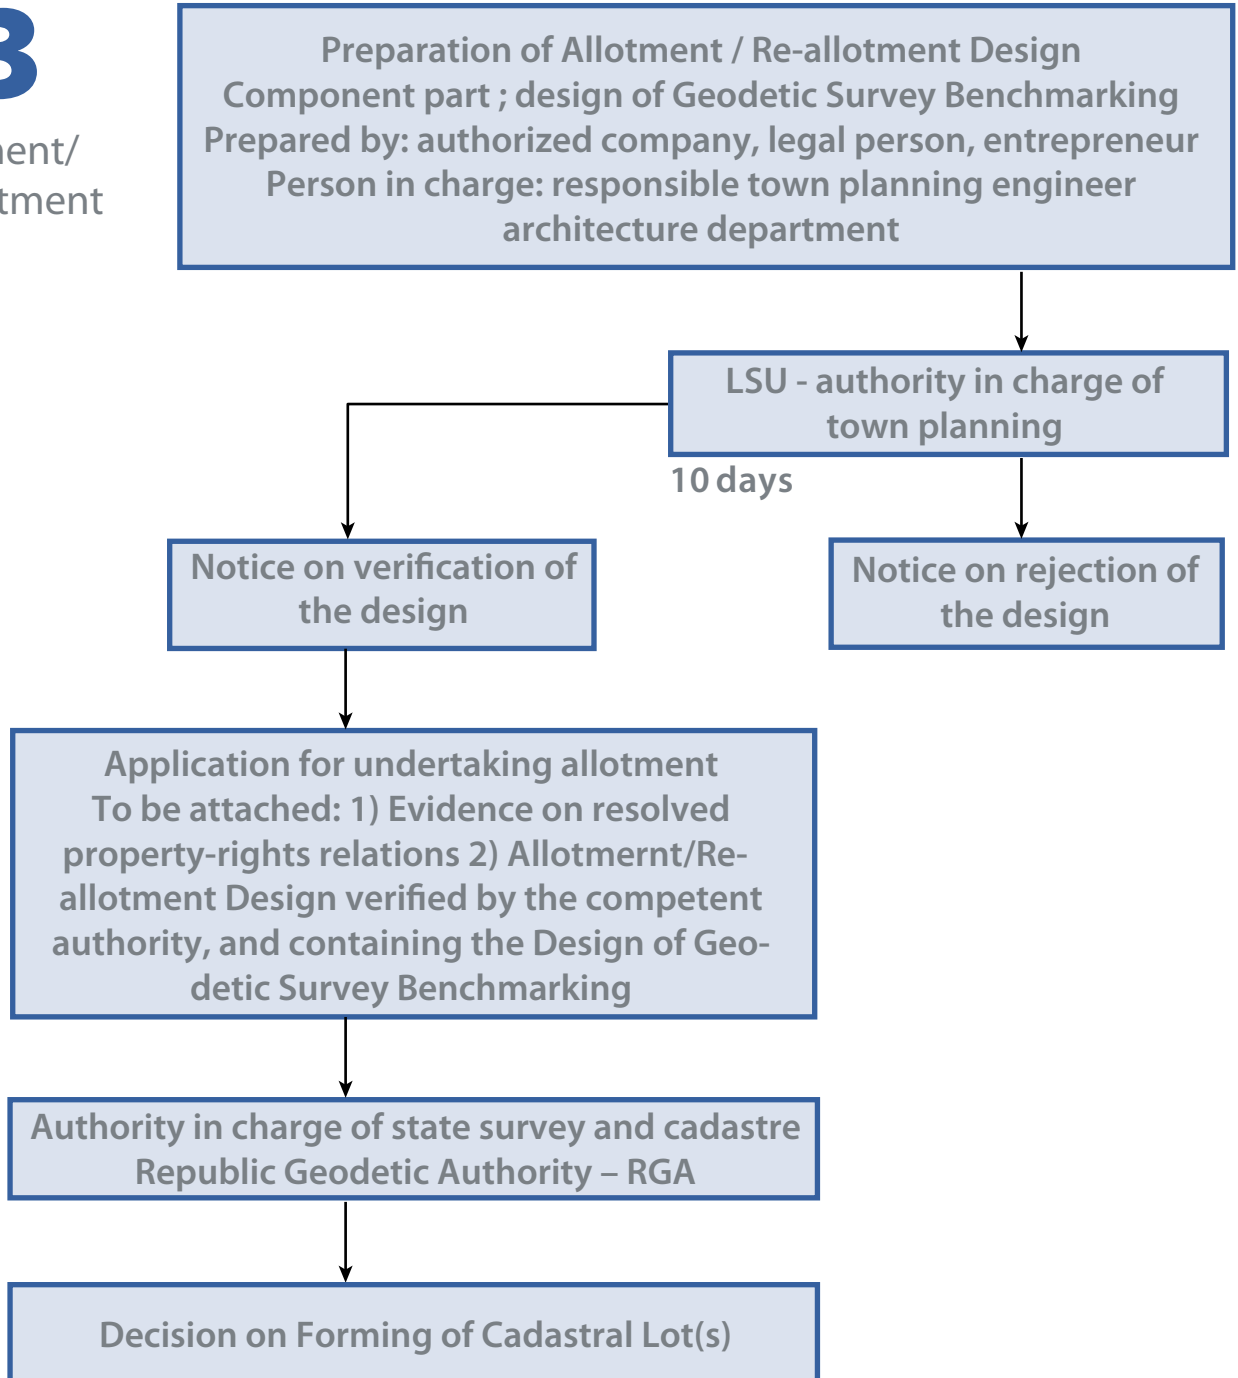 3
Preparation of Allotment / Re-allotment Design
Component part ; design of Geodetic Survey Benchmarking
Prepared by: authorized company, legal person, entrepreneur
Person in charge: responsible town planning engineer
architecture department
LSU - authority in charge of
town planning
10 days
Notice on verification of
the design
Notice on rejection of
the design
Application for undertaking allotment
To be attached: 1) Evidence on resolved
property-rights relations 2) Allotmernt/Re-
allotment Design verified by the competent
authority, and containing the Design of Geo-
detic Survey Benchmarking
Authority in charge of state survey and cadastre
Republic Geodetic Authority – RGA
Decision on Forming of Cadastral Lot(s)